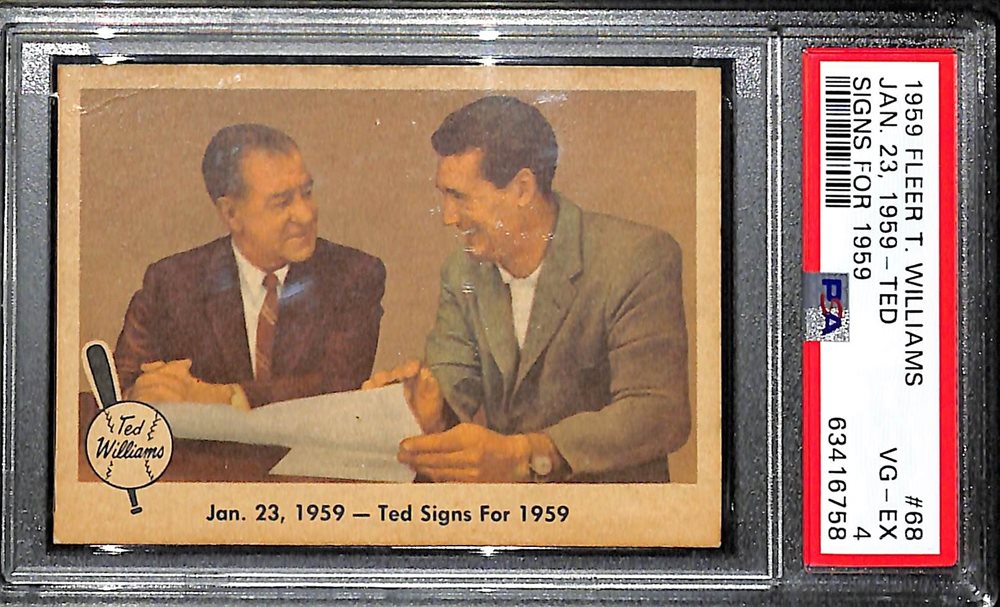 Ted
Williams
Jan. 23, 1959 — Ted Signs For 1959
1959 FLEER T. WILLIAMS #68
JAN. 23, 1959-TED VG-EX
SIGNS FOR 1959 4
PSA
63416758